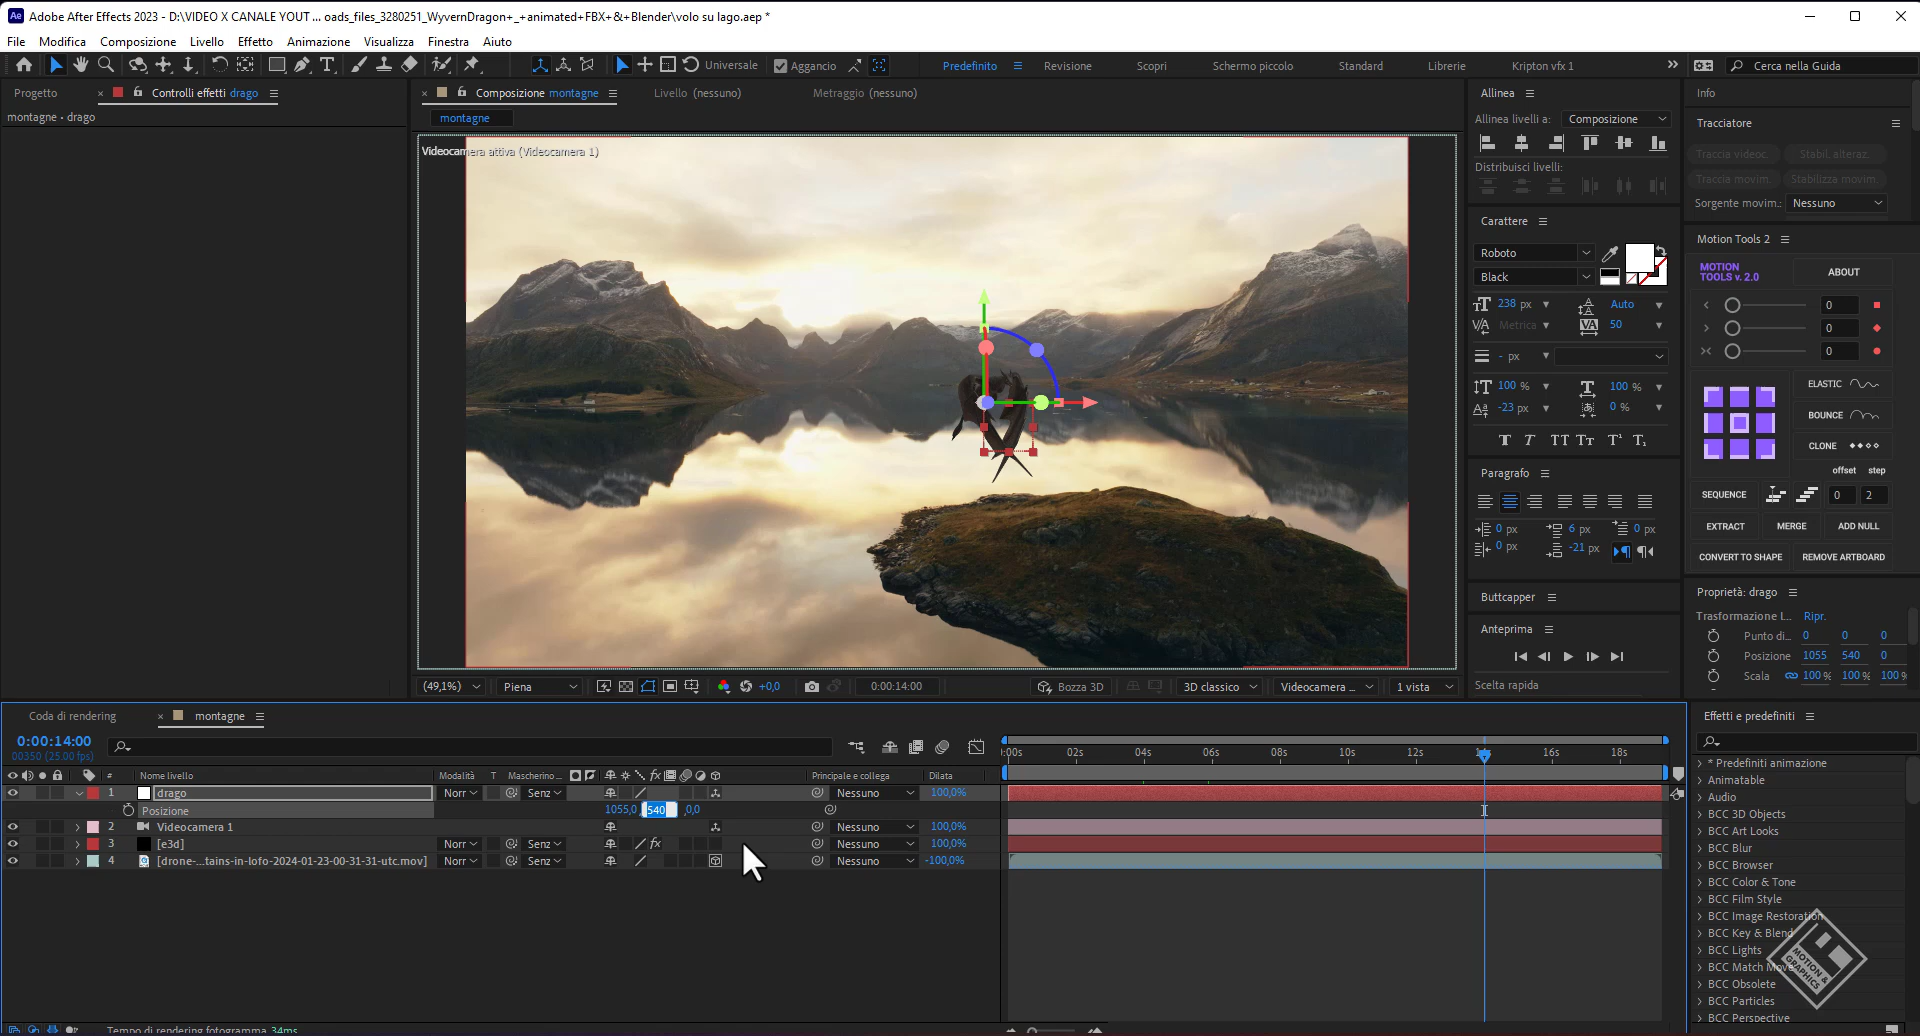 Adobe After Effects 2023 - D:\VIDEO X CANALE YOUT ... oads_files_3280251_WyvernDragon+_+animated+FBX+&+Blender\volo su lago.aep *
File Modifica Composizione Livello Effetto Animazione Visualizza Finestra Aiuto
Universale Aggancio Predefinito Revisione Scopri Schermo piccolo Standard Librerie Kripton vfx 1 Cerca nella Guida
Progetto × Controlli effetti drago
montagne • drago
× Composizione montagne Livello (nessuno) Metraggio (nessuno)
montagne
Videocamera attiva (Videocamera 1)
(49,1%) Piena +0,0 0:00:14:00 Bozza 3D 3D classico Videocamera ... 1 vista
Allinea
Allinea livelli a: Composizione
Distribuisci livelli:
Carattere
Roboto
Black
238 px Auto
Metrica 50
- px
100 % 100 %
-23 px 0 %
T T TT Tт T¹ T₁
Paragrafo
0 px 6 px 0 px
0 px -21 px
Buttcapper
Anteprima
Scelta rapida
Info
Tracciatore
Traccia videoc. Stabil. alteraz.
Traccia movim. Stabilizza movim.
Sorgente movim.: Nessuno
Motion Tools 2
MOTION
TOOLS v. 2.0
ABOUT
0
0
0
ELASTIC
BOUNCE
CLONE
offset step
SEQUENCE 0 2
EXTRACT MERGE ADD NULL
CONVERT TO SHAPE REMOVE ARTBOARD
Proprietà: drago
Trasformazione l... Ripr.
Punto di... 0 0 0
Posizione 1055 540 0
Scala 100 % 100 % 100 %
Coda di rendering × montagne
0:00:14:00
00350 (25.00 fps)
:00s 02s 04s 06s 08s 10s 12s 16s 18s
# Nome livello Modalità T Mascherino ... Principale e collega Dilata
1 drago Norr Senz Nessuno 100,0%
Posizione 1055,0, 540 ,0,0
2 Videocamera 1 Nessuno 100,0%
3 [e3d] Norr Senz Nessuno 100,0%
4 [drone-...tains-in-lofo-2024-01-23-00-31-31-utc.mov] Norr Senz Nessuno -100,0%
Tempo di rendering fotogramma 34ms
Effetti e predefiniti
* Predefiniti animazione
Animatable
Audio
BCC 3D Objects
BCC Art Looks
BCC Blur
BCC Browser
BCC Color & Tone
BCC Film Style
BCC Image Restoration
BCC Key & Blend
BCC Lights
BCC Match Move
BCC Obsolete
BCC Particles
BCC Perspective
MOTION &
GRAPHICS